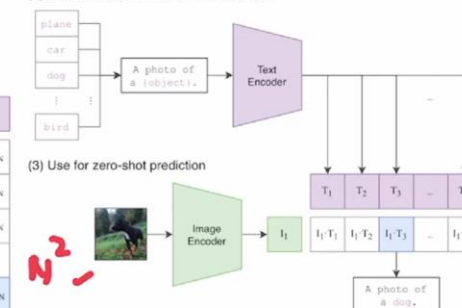 plane
car
dog
⋮ ⋮
bird
A photo of
a {object}.
Text
Encoder
(3) Use for zero-shot prediction
T₁ T₂ T₃ ...
Image
Encoder
I₁
I₁·T₁ I₁·T₂ I₁·T₃ ...
N²
A photo of
a dog.